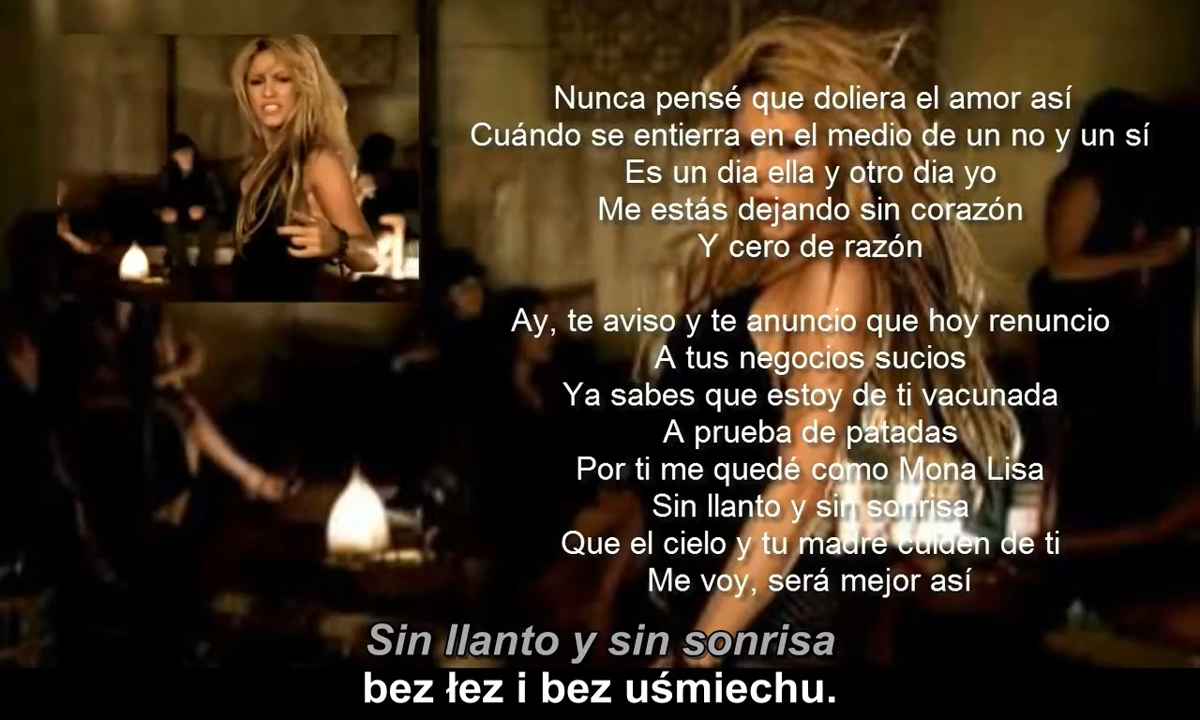 Nunca pensé que doliera el amor así
Cuándo se entierra en el medio de un no y un sí
Es un dia ella y otro dia yo
Me estás dejando sin corazón
Y cero de razón
Ay, te aviso y te anuncio que hoy renuncio
A tus negocios sucios
Ya sabes que estoy de ti vacunada
A prueba de patadas
Por ti me quedé como Mona Lisa
Sin llanto y sin sonrisa
Que el cielo y tu madre cuiden de ti
Me voy, será mejor así
Sin llanto y sin sonrisa
bez łez i bez uśmiechu.